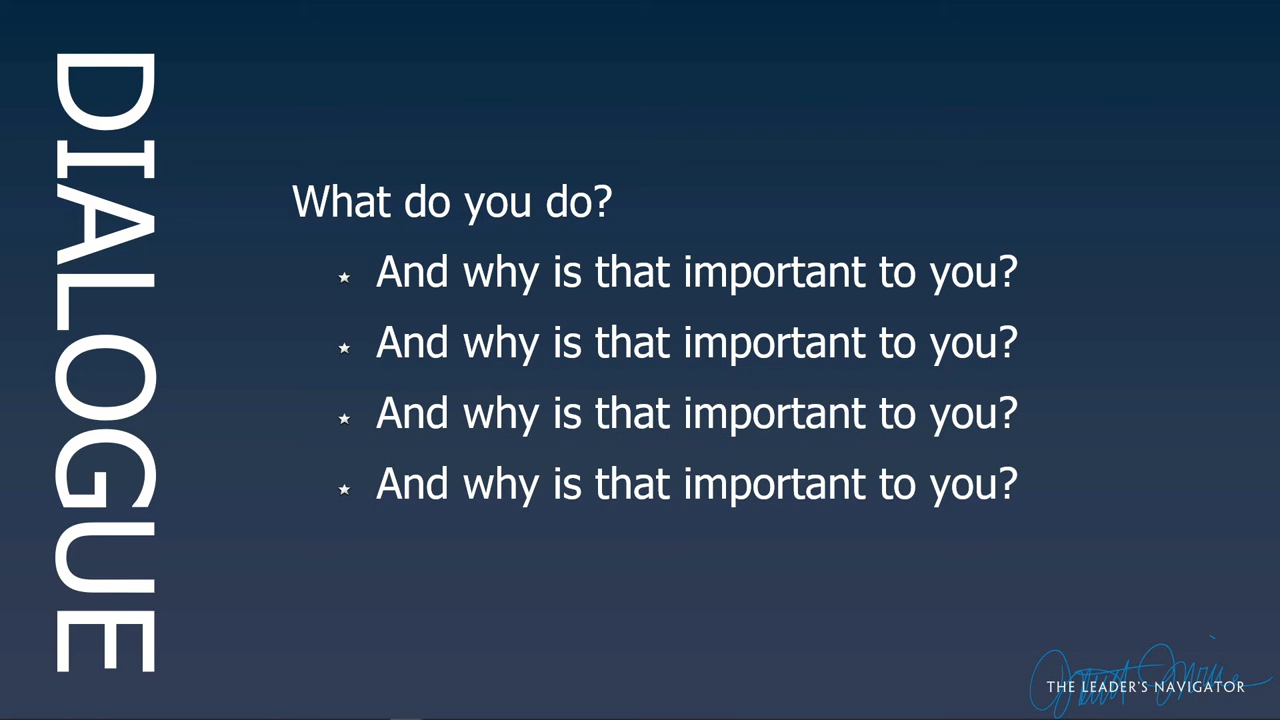 DIALOGUE
What do you do?
And why is that important to you?
And why is that important to you?
And why is that important to you?
And why is that important to you?
THE LEADER'S NAVIGATOR